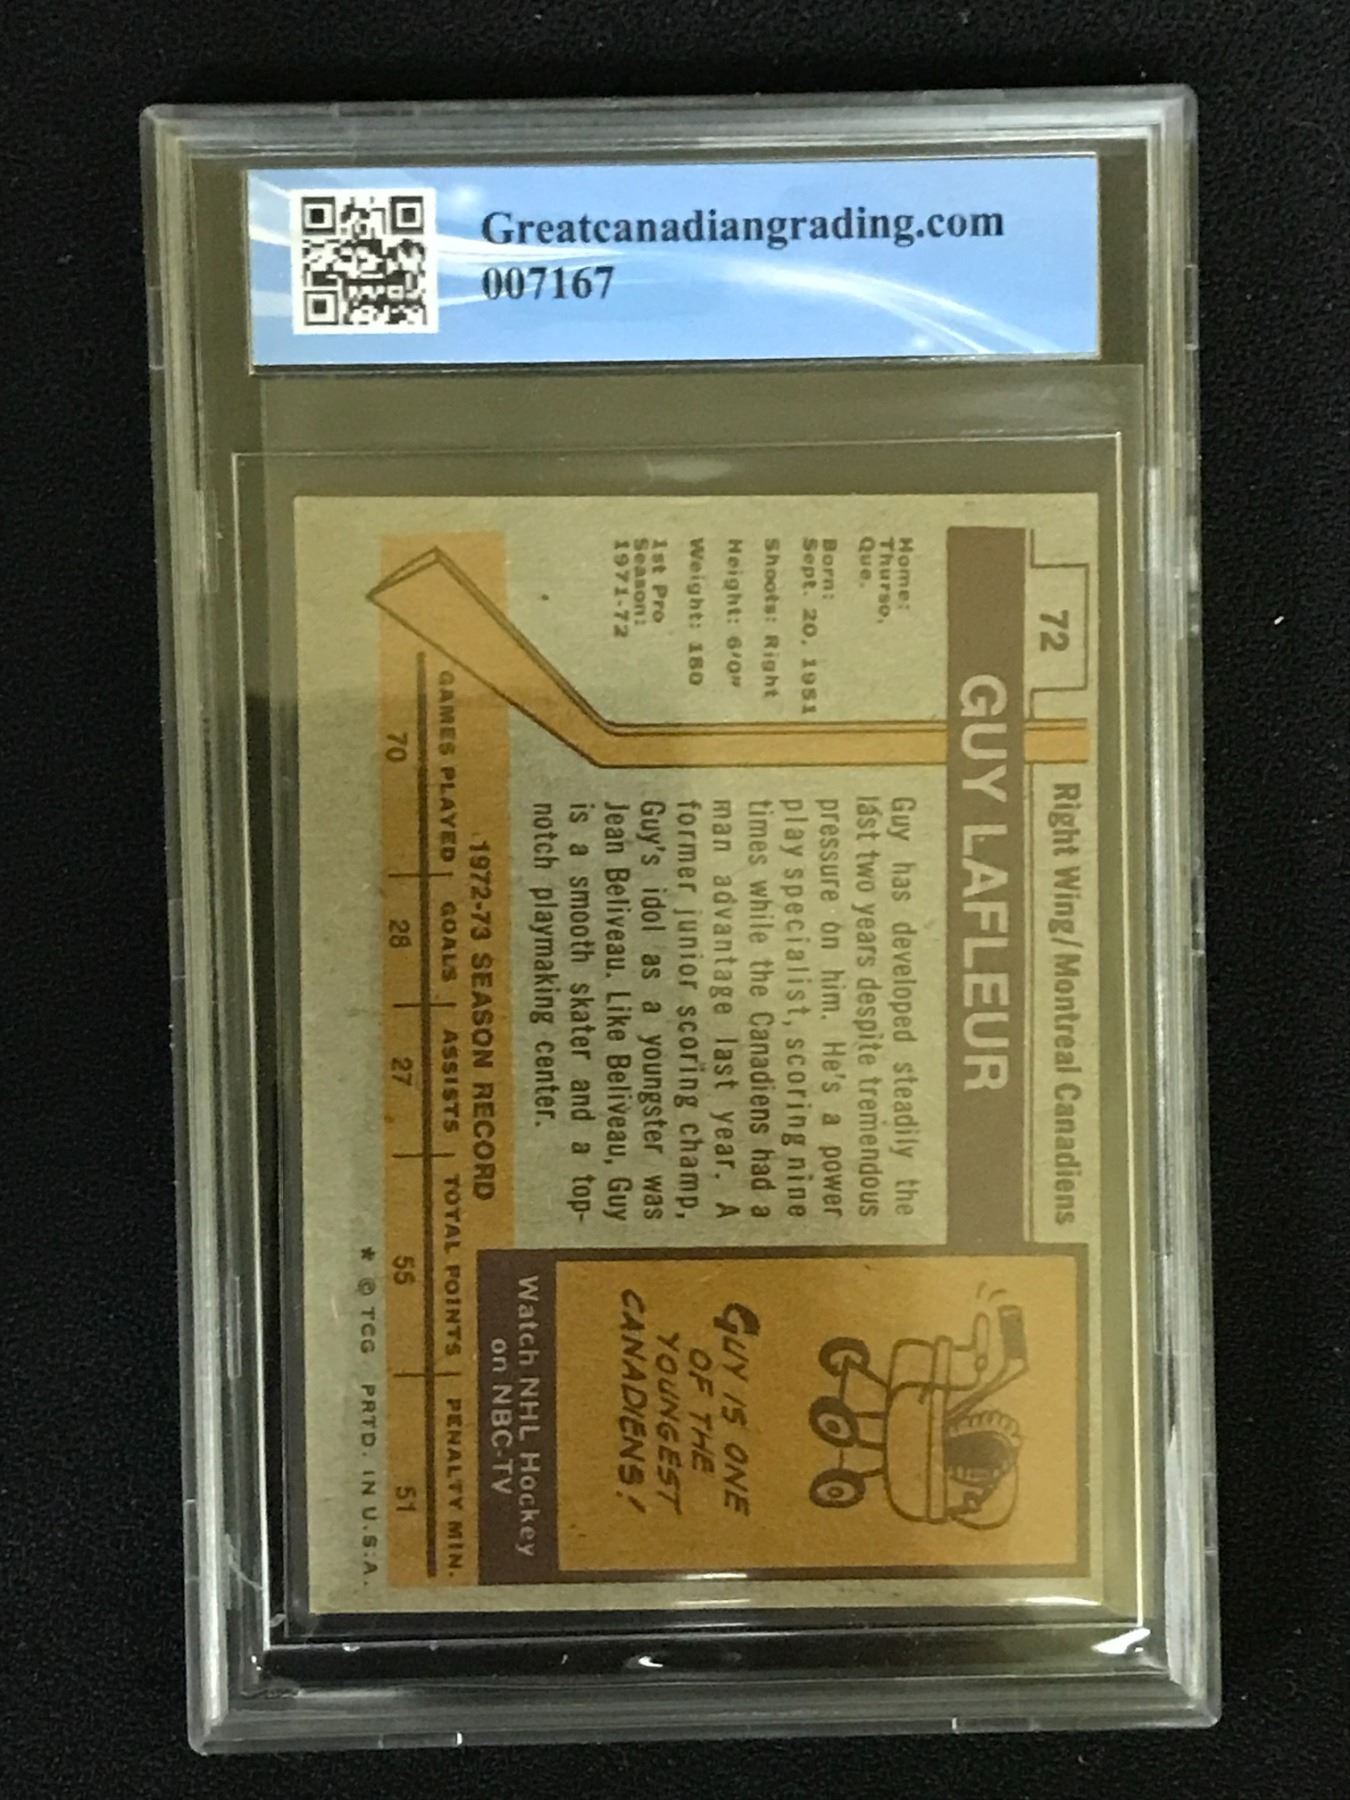 Greatcanadiangrading.com
007167
72
Right Wing/Montreal Canadiens
GUY LAFLEUR
Home:
Thurso,
Que.
Born:
Sept. 20, 1951
Shoots: Right
Height: 6'0"
Weight: 180
1st Pro
Season:
1971-72
Guy has developed steadily the
last two years despite tremendous
pressure on him. He's a power
play specialist, scoring nine
times while the Canadiens had a
man advantage last year. A
former junior scoring champ,
Guy's idol as a youngster was
Jean Beliveau. Like Beliveau, Guy
is a smooth skater and a top-
notch playmaking center.
GUY IS ONE
OF THE
YOUNGEST
CANADIENS!
Watch NHL Hockey
on NBC-TV
1972-73 SEASON RECORD
GAMES PLAYED GOALS ASSISTS TOTAL POINTS PENALTY MIN.
70 28 27 55 51
* © TCG PRTD. IN U.S.A.